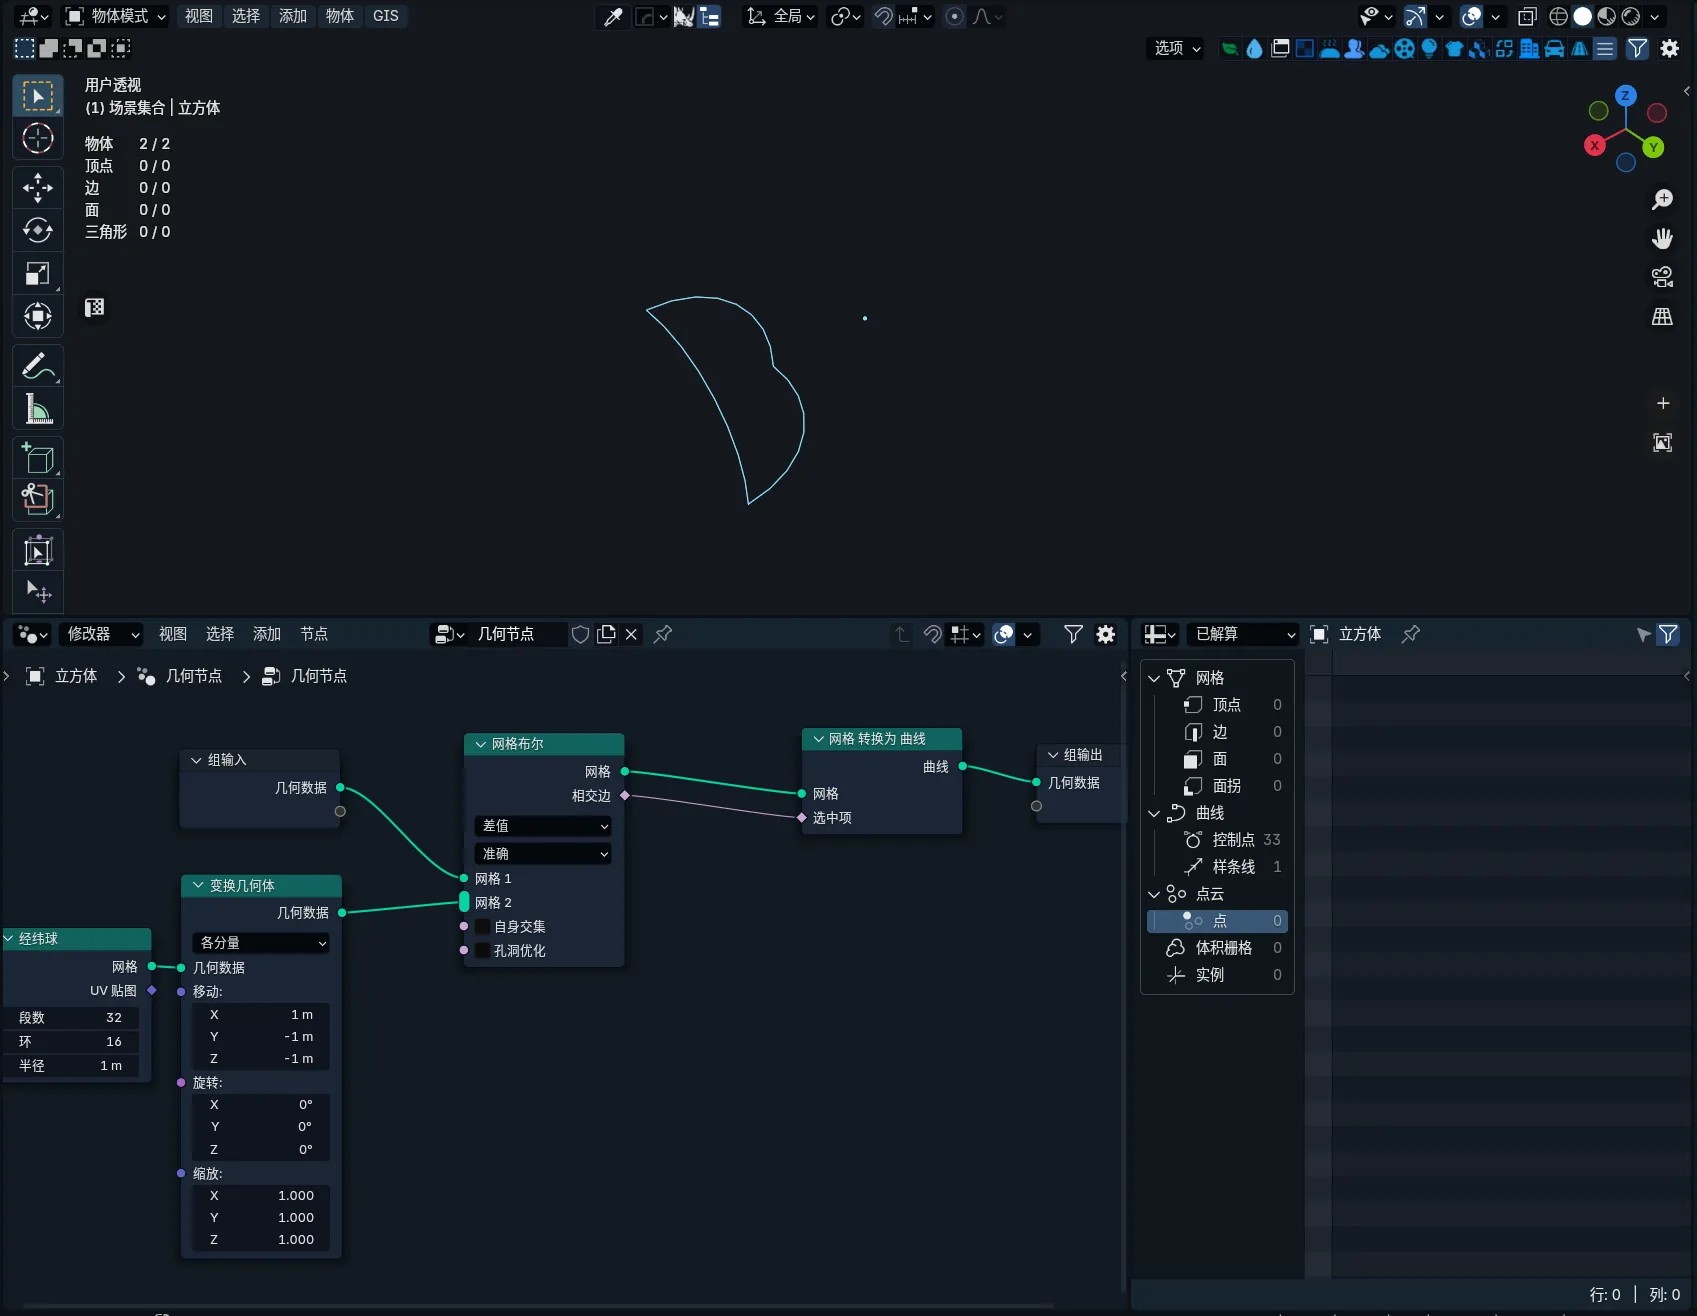 物体模式 视图 选择 添加 物体 GIS 全局
选项
用户透视
(1) 场景集合 | 立方体
物体 2 / 2
顶点 0 / 0
边 0 / 0
面 0 / 0
三角形 0 / 0
Z
X
Y
修改器 视图 选择 添加 节点 几何节点
立方体 几何节点 几何节点
组输入
几何数据
变换几何体
几何数据
各分量
几何数据
移动:
X 1 m
Y -1 m
Z -1 m
旋转:
X 0°
Y 0°
Z 0°
缩放:
X 1.000
Y 1.000
Z 1.000
经纬球
网格
UV 贴图
段数 32
环 16
半径 1 m
网格布尔
网格
相交边
差值
准确
网格 1
网格 2
自身交集
孔洞优化
网格 转换为 曲线
曲线
网格
选中项
组输出
几何数据
已解算 立方体
网格
顶点 0
边 0
面 0
面拐 0
曲线
控制点 33
样条线 1
点云
点 0
体积栅格 0
实例 0
行: 0 | 列: 0